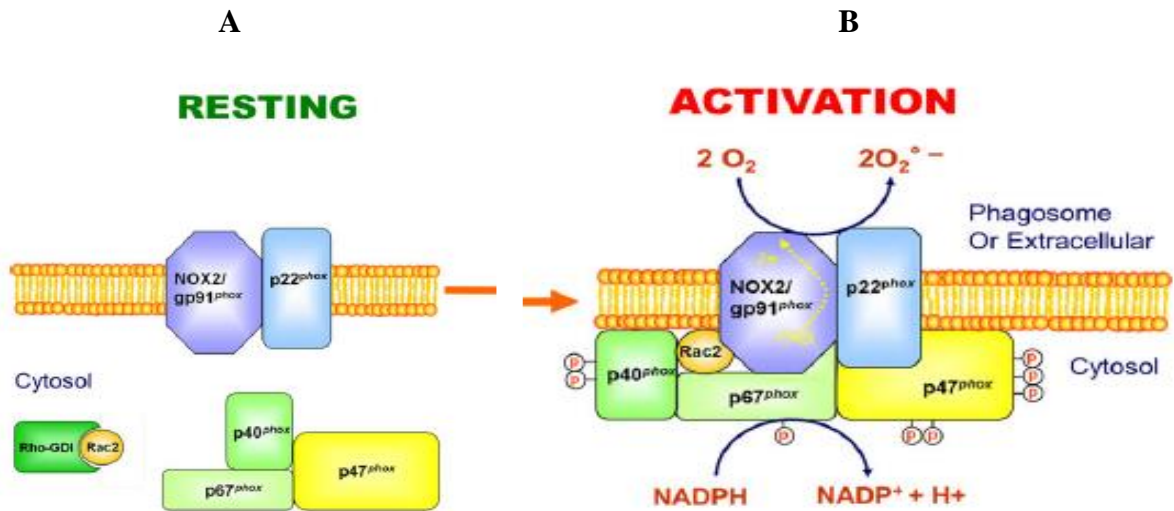 A
B
RESTING
ACTIVATION
2 O₂
2O₂° –
Phagosome
Or Extracellular
NOX2/
gp91phox
p22phox
NOX2/
gp91phox
p22phox
Cytosol
Rho-GDI
Rac2
p40phox
p67phox
p47phox
Rac2
p40phox
p67phox
p47phox
Cytosol
P
P
P
P
P
P
P
P
NADPH
NADP⁺ + H+